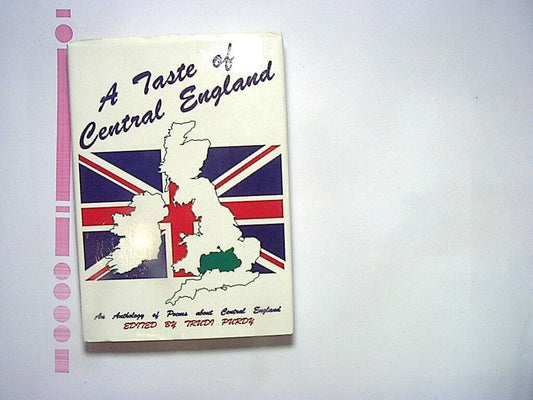 A Taste of
Central England
An Anthology of Poems about Central England
EDITED BY TRUDI PURDY